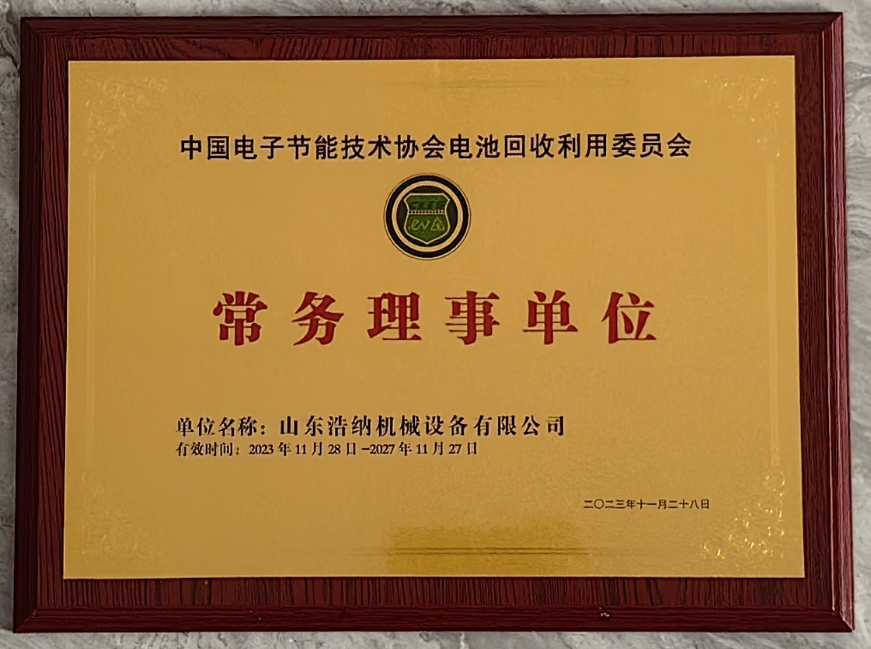 中国电子节能技术协会电池回收利用委员会
常务理事单位
单位名称：山东浩纳机械设备有限公司
有效时间：2023年11月28日-2027年11月27日
二〇二三年十一月二十八日